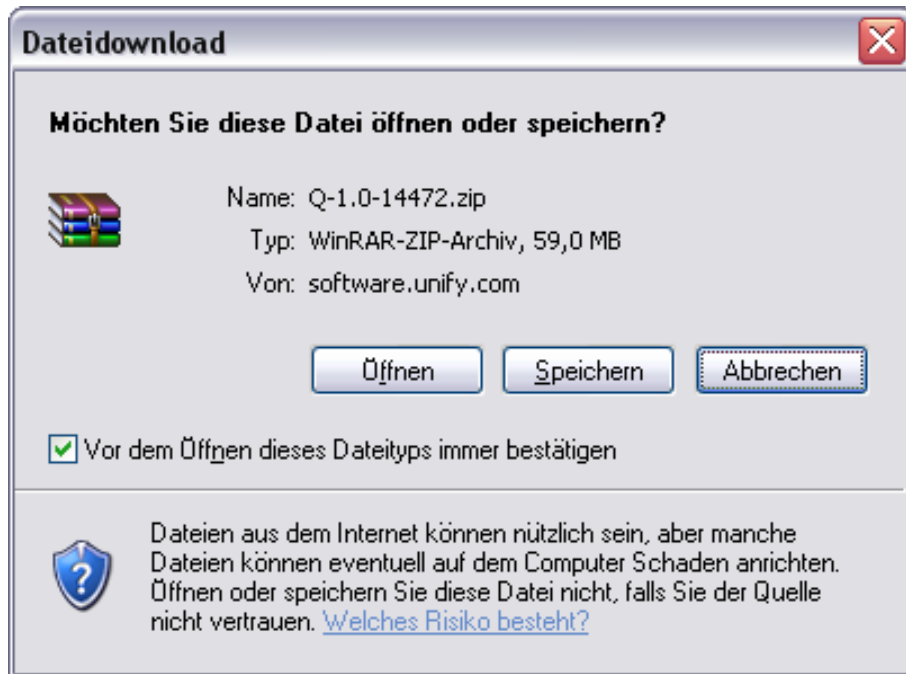 Dateidownload
Möchten Sie diese Datei öffnen oder speichern?
Name: Q-1.0-14472.zip
Typ: WinRAR-ZIP-Archiv, 59,0 MB
Von: software.unify.com
Öffnen Speichern Abbrechen
Vor dem Öffnen dieses Dateityps immer bestätigen
Dateien aus dem Internet können nützlich sein, aber manche
Dateien können eventuell auf dem Computer Schaden anrichten.
Öffnen oder speichern Sie diese Datei nicht, falls Sie der Quelle
nicht vertrauen. Welches Risiko besteht?